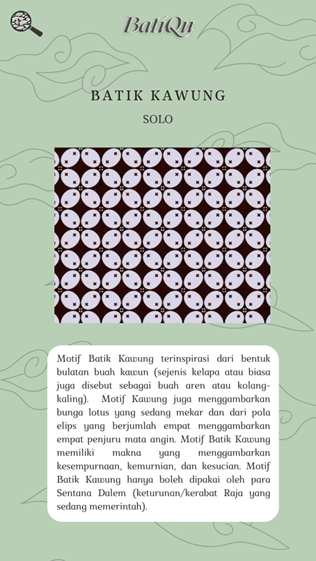 BatiQu
BATIK KAWUNG
SOLO
Motif Batik Kawung terinspirasi dari bentuk
bulatan buah kawun (sejenis kelapa atau biasa
juga disebut sebagai buah aren atau kolang-
kaling). Motif Kawung juga menggambarkan
bunga lotus yang sedang mekar dan dari pola
elips yang berjumlah empat menggambarkan
empat penjuru mata angin. Motif Batik Kawung
memiliki makna yang menggambarkan
kesempurnaan, kemurnian, dan kesucian. Motif
Batik Kawung hanya boleh dipakai oleh para
Sentana Dalem (keturunan/kerabat Raja yang
sedang memerintah).